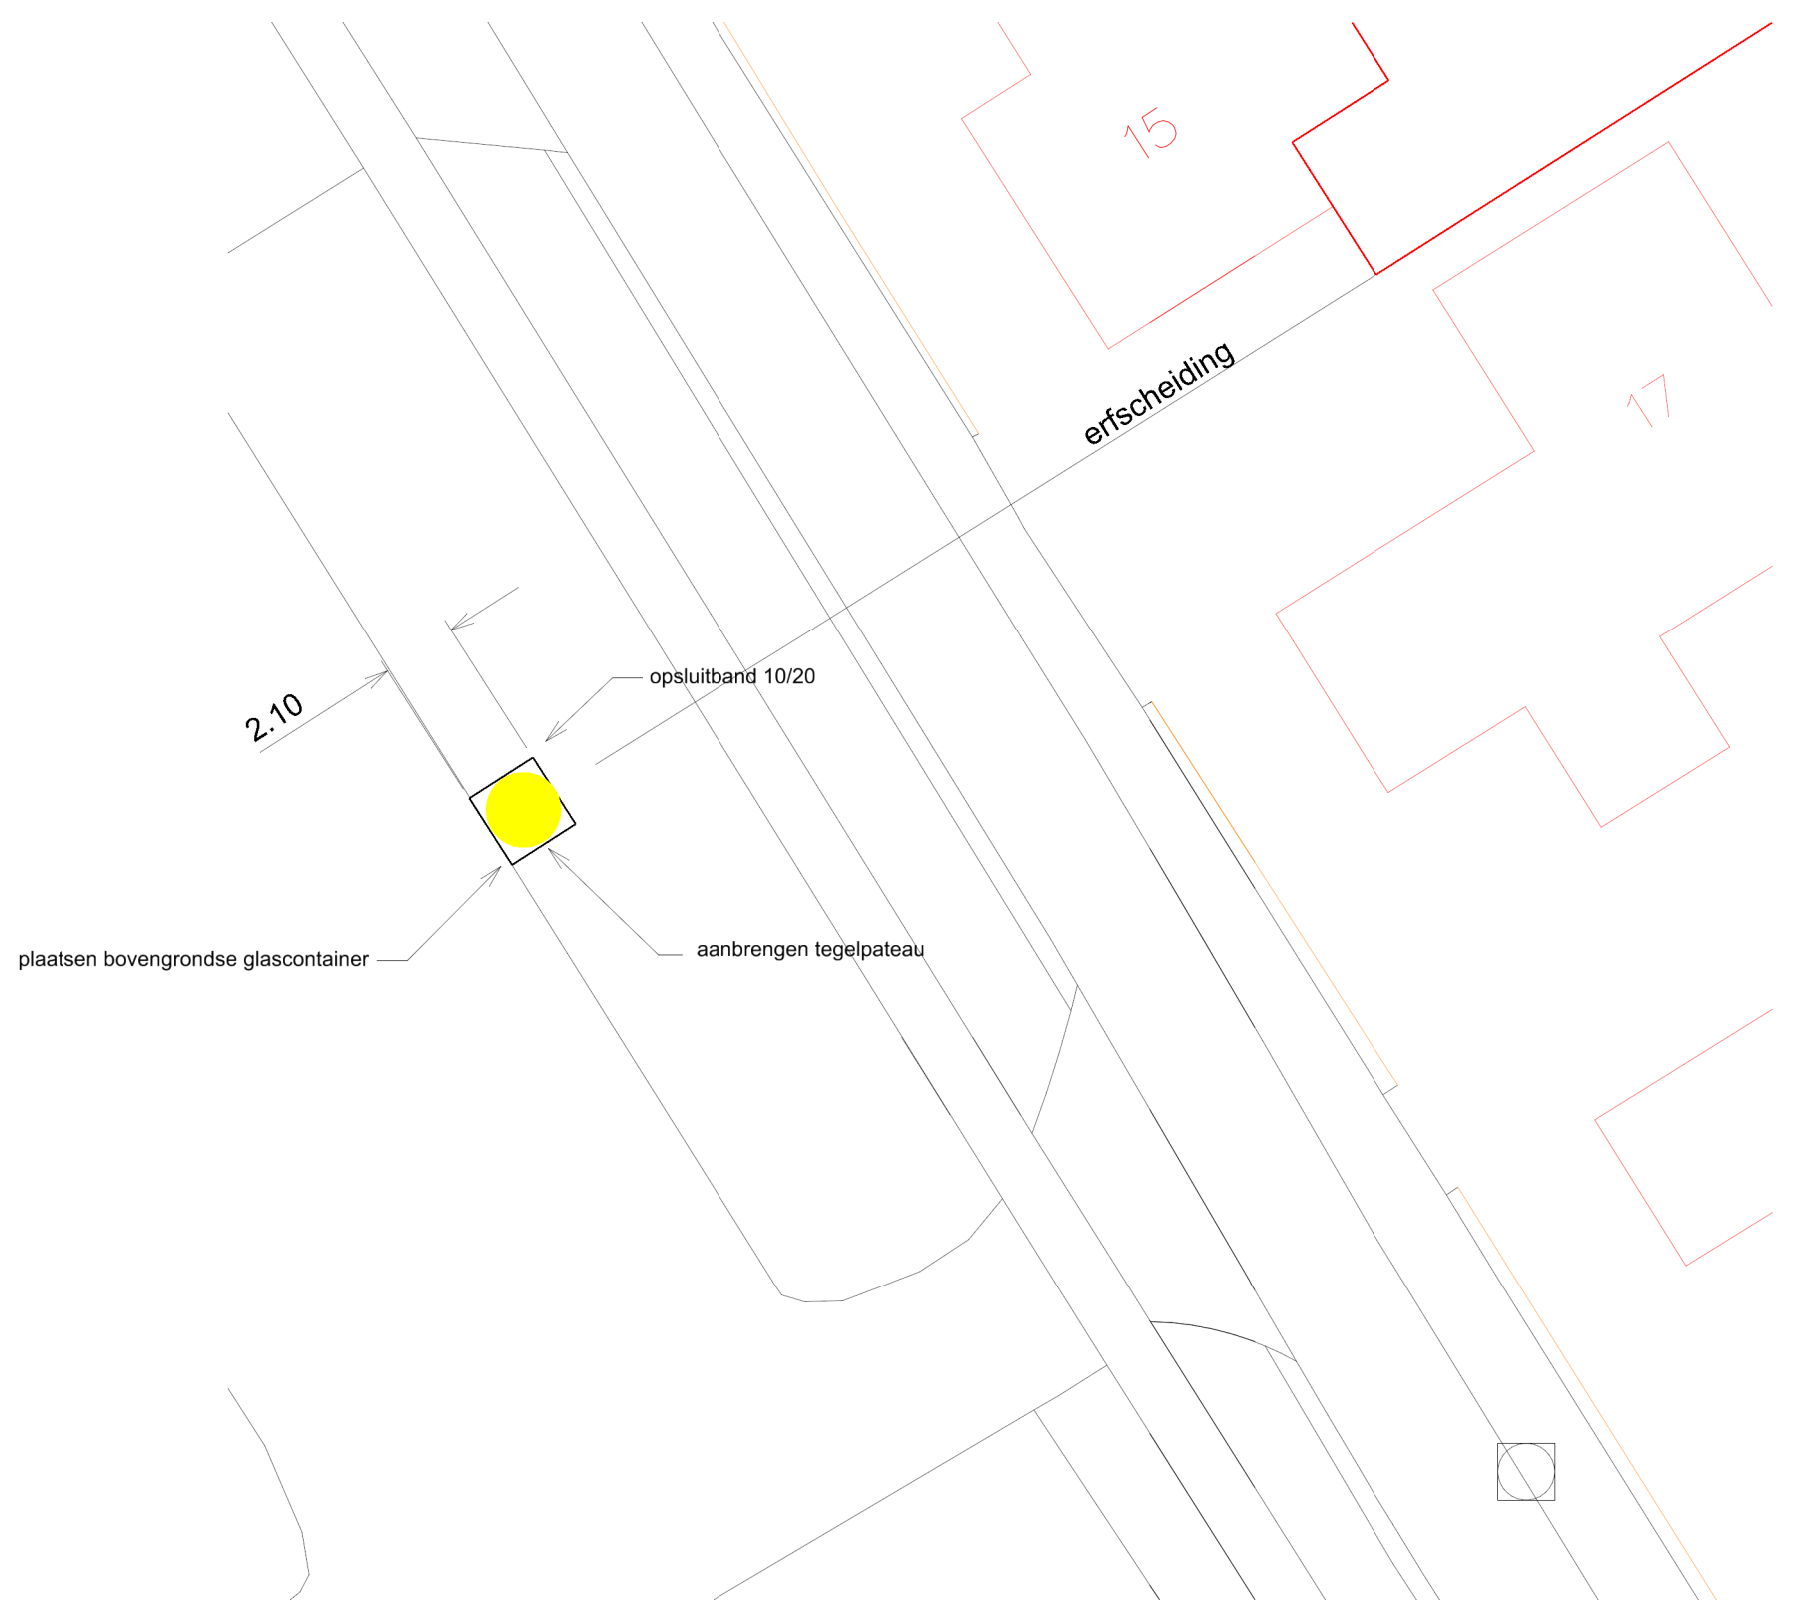 15
erfscheiding
17
opsluitband 10/20
2.10
aanbrengen tegelpateau
plaatsen bovengrondse glascontainer